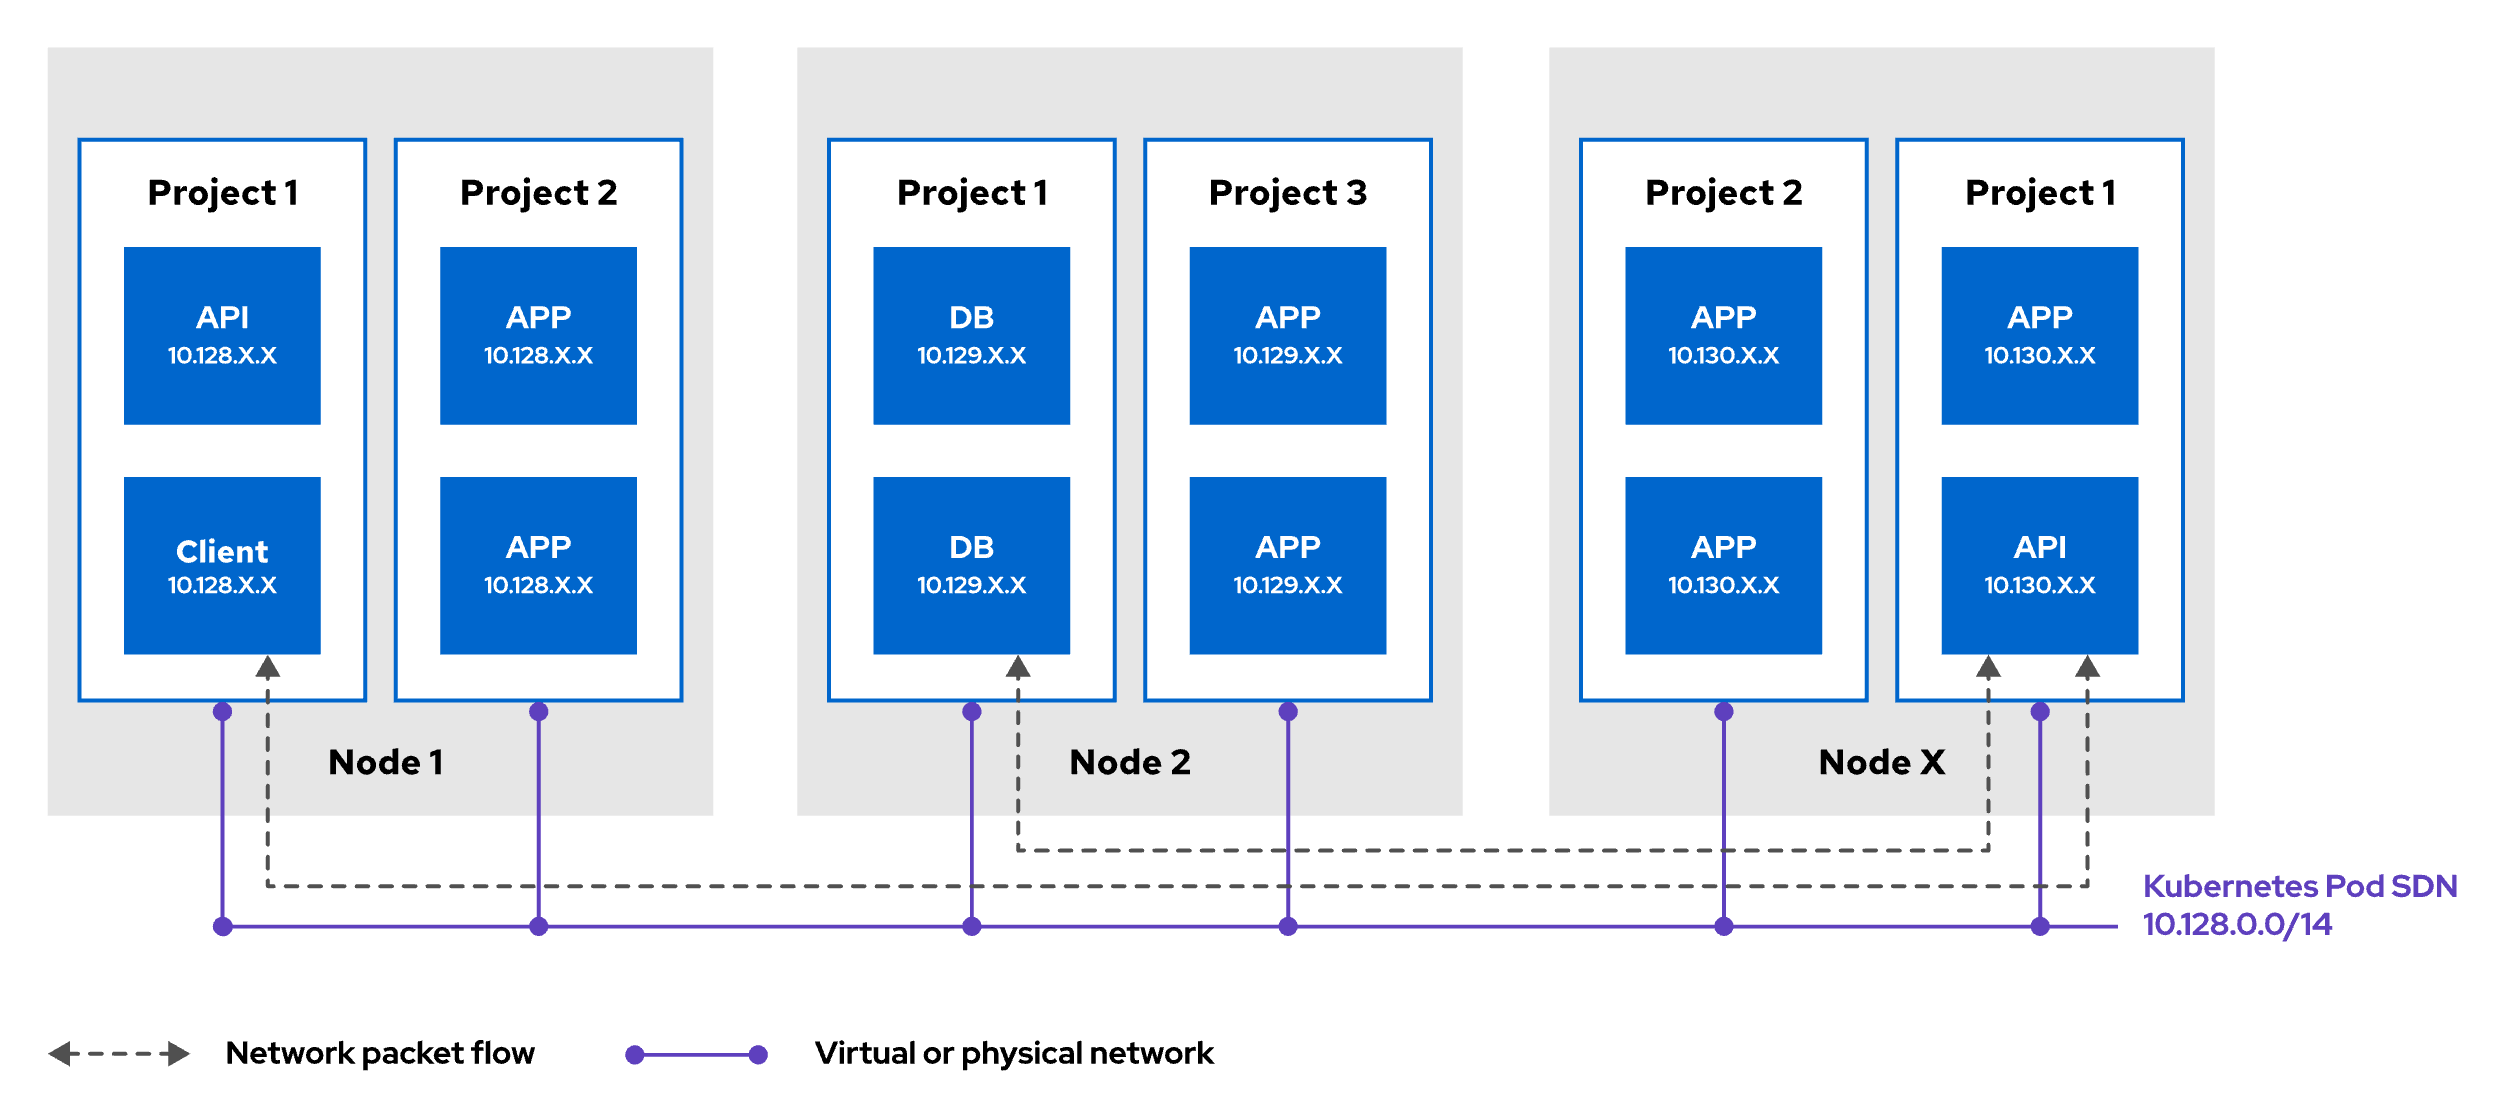 Project 1
API
10.128.X.X
Client
10.128.X.X
Project 2
APP
10.128.X.X
APP
10.128.X.X
Node 1
Project 1
DB
10.129.X.X
DB
10.129.X.X
Project 3
APP
10.129.X.X
APP
10.129.X.X
Node 2
Project 2
APP
10.130.X.X
APP
10.130.X.X
Project 1
APP
10.130.X.X
API
10.130.X.X
Node X
Kubernetes Pod SDN
10.128.0.0/14
Network packet flow
Virtual or physical network